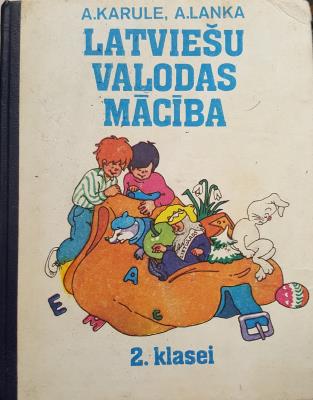 A.KARULE, A.LANKA
LATVIEŠU
VALODAS
MĀCĪBA
E M A C
2. klasei